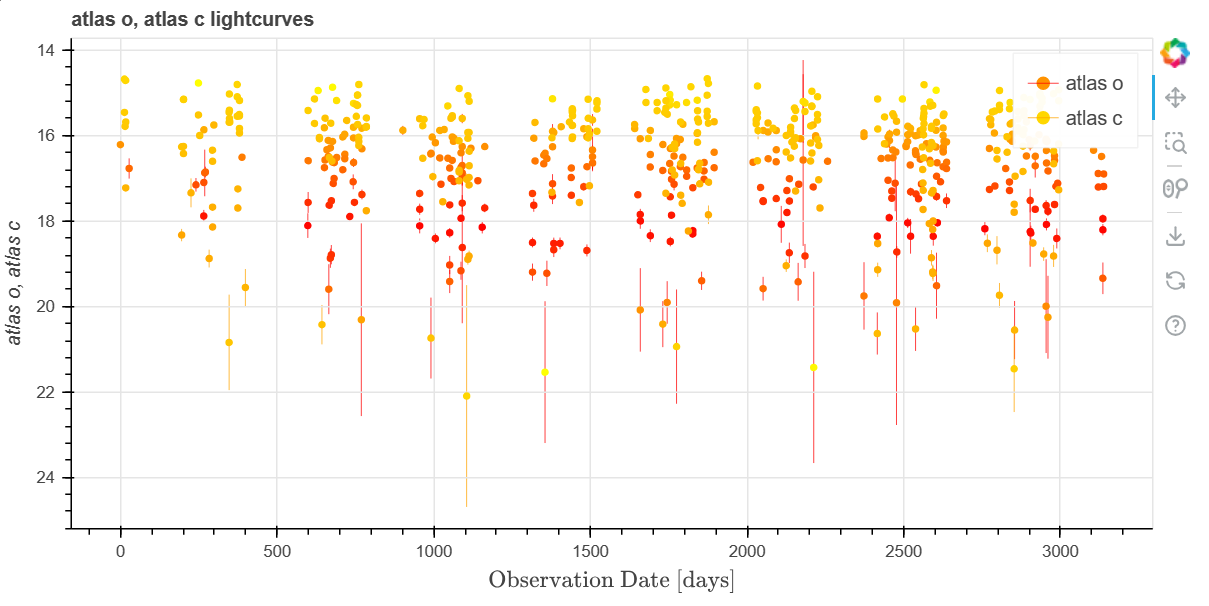 atlas o, atlas c lightcurves
atlas o
atlas c
atlas o, atlas c
14
16
18
20
22
24
0
500
1000
1500
2000
2500
3000
Observation Date [days]